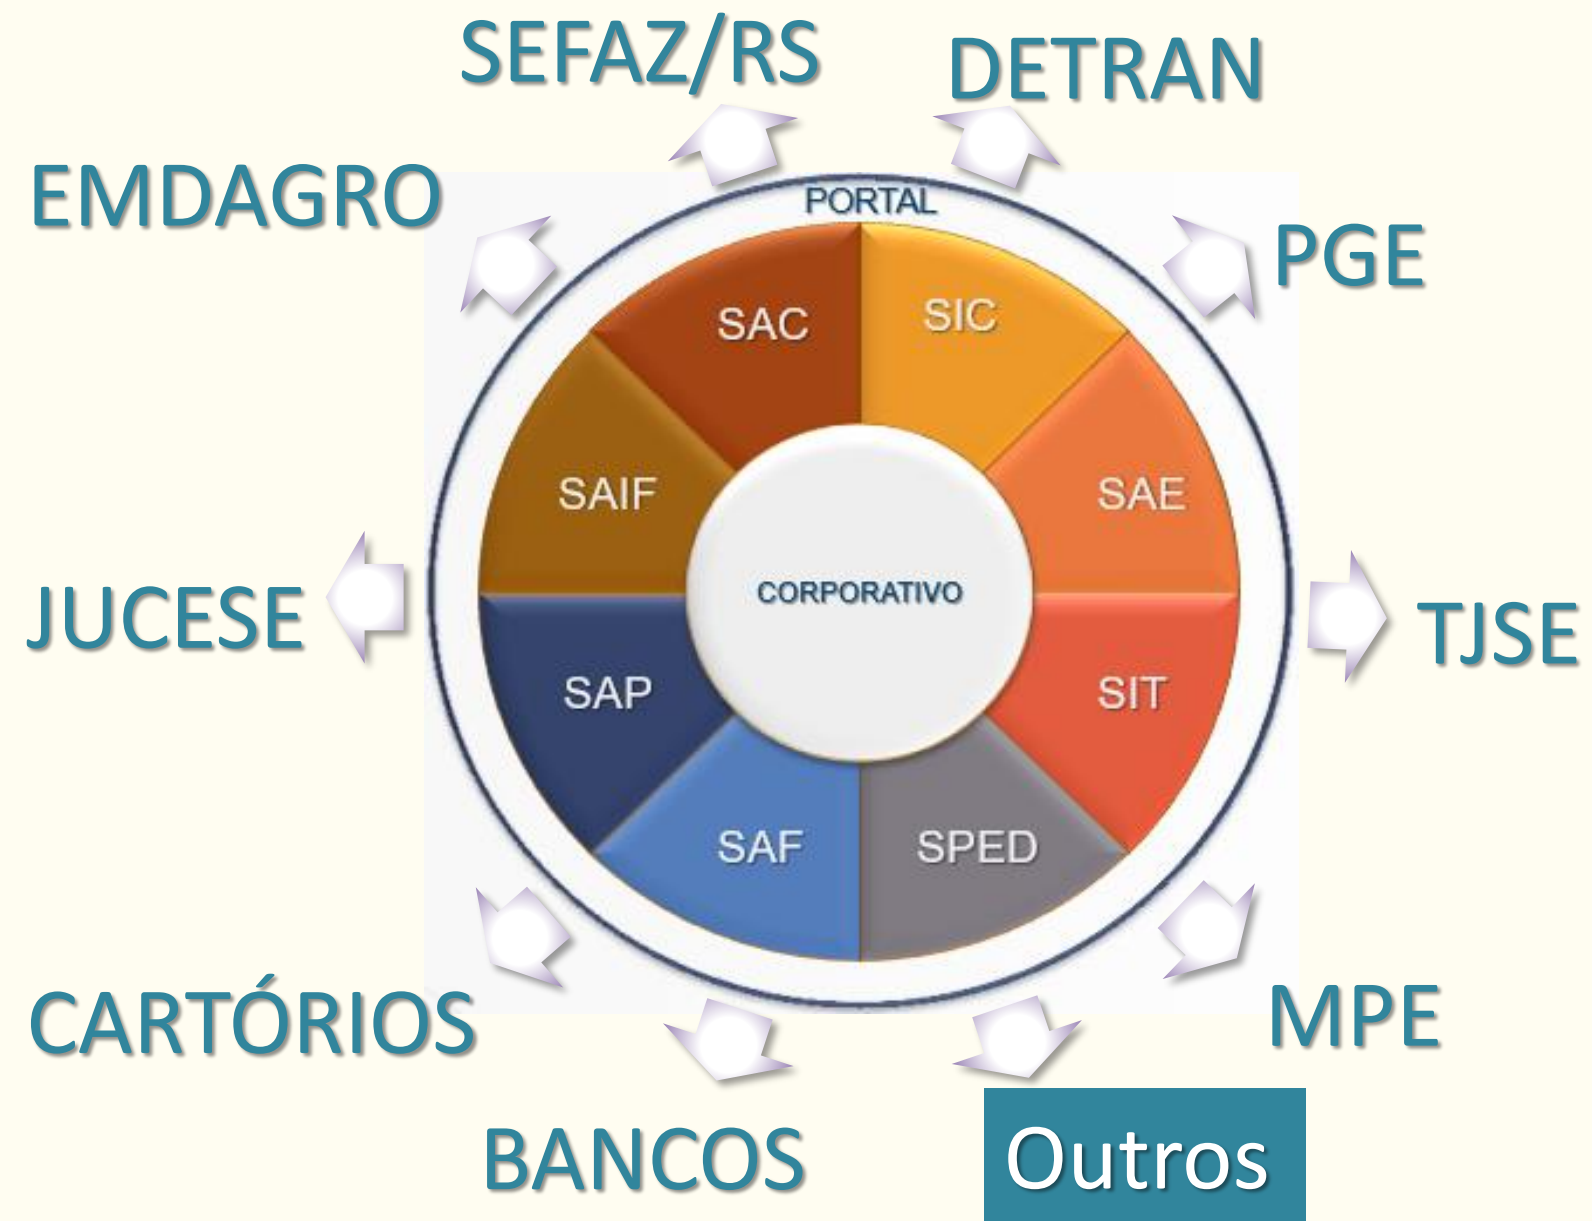 SEFAZ/RS
DETRAN
EMDAGRO
PORTAL
PGE
SAC
SIC
SAIF
SAE
CORPORATIVO
JUCESE
TJSE
SAP
SIT
SAF
SPED
CARTÓRIOS
MPE
BANCOS
Outros